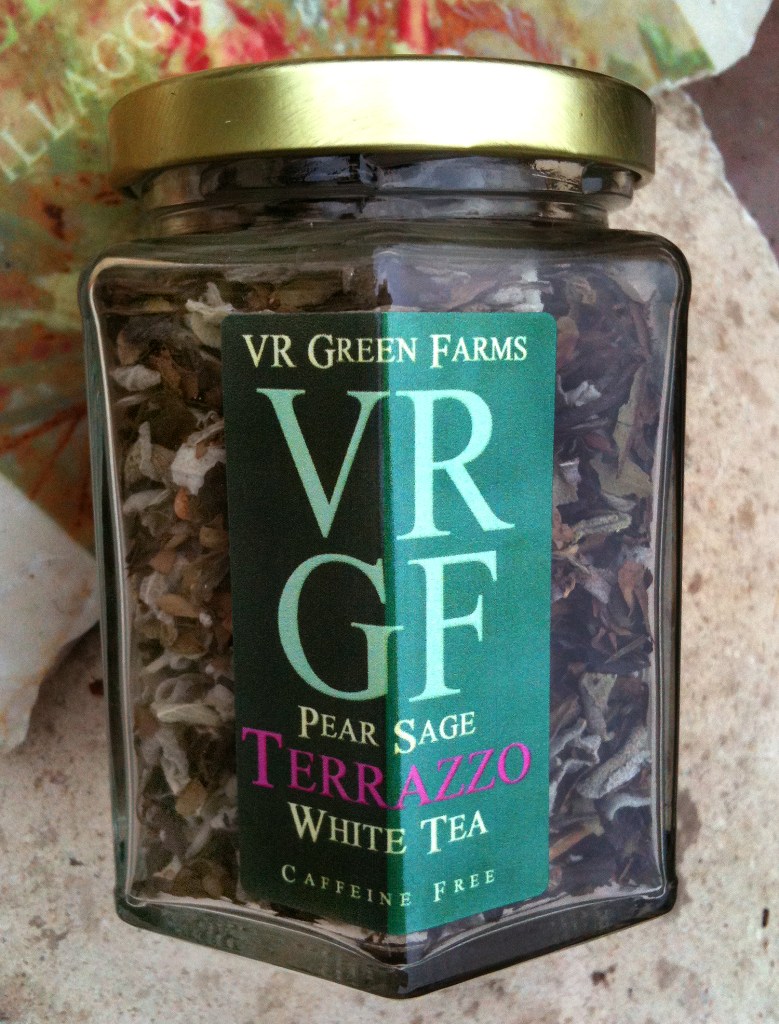 VR GREEN FARMS
VR
GF
PEAR SAGE
TERRAZZO
WHITE TEA
CAFFEINE FREE